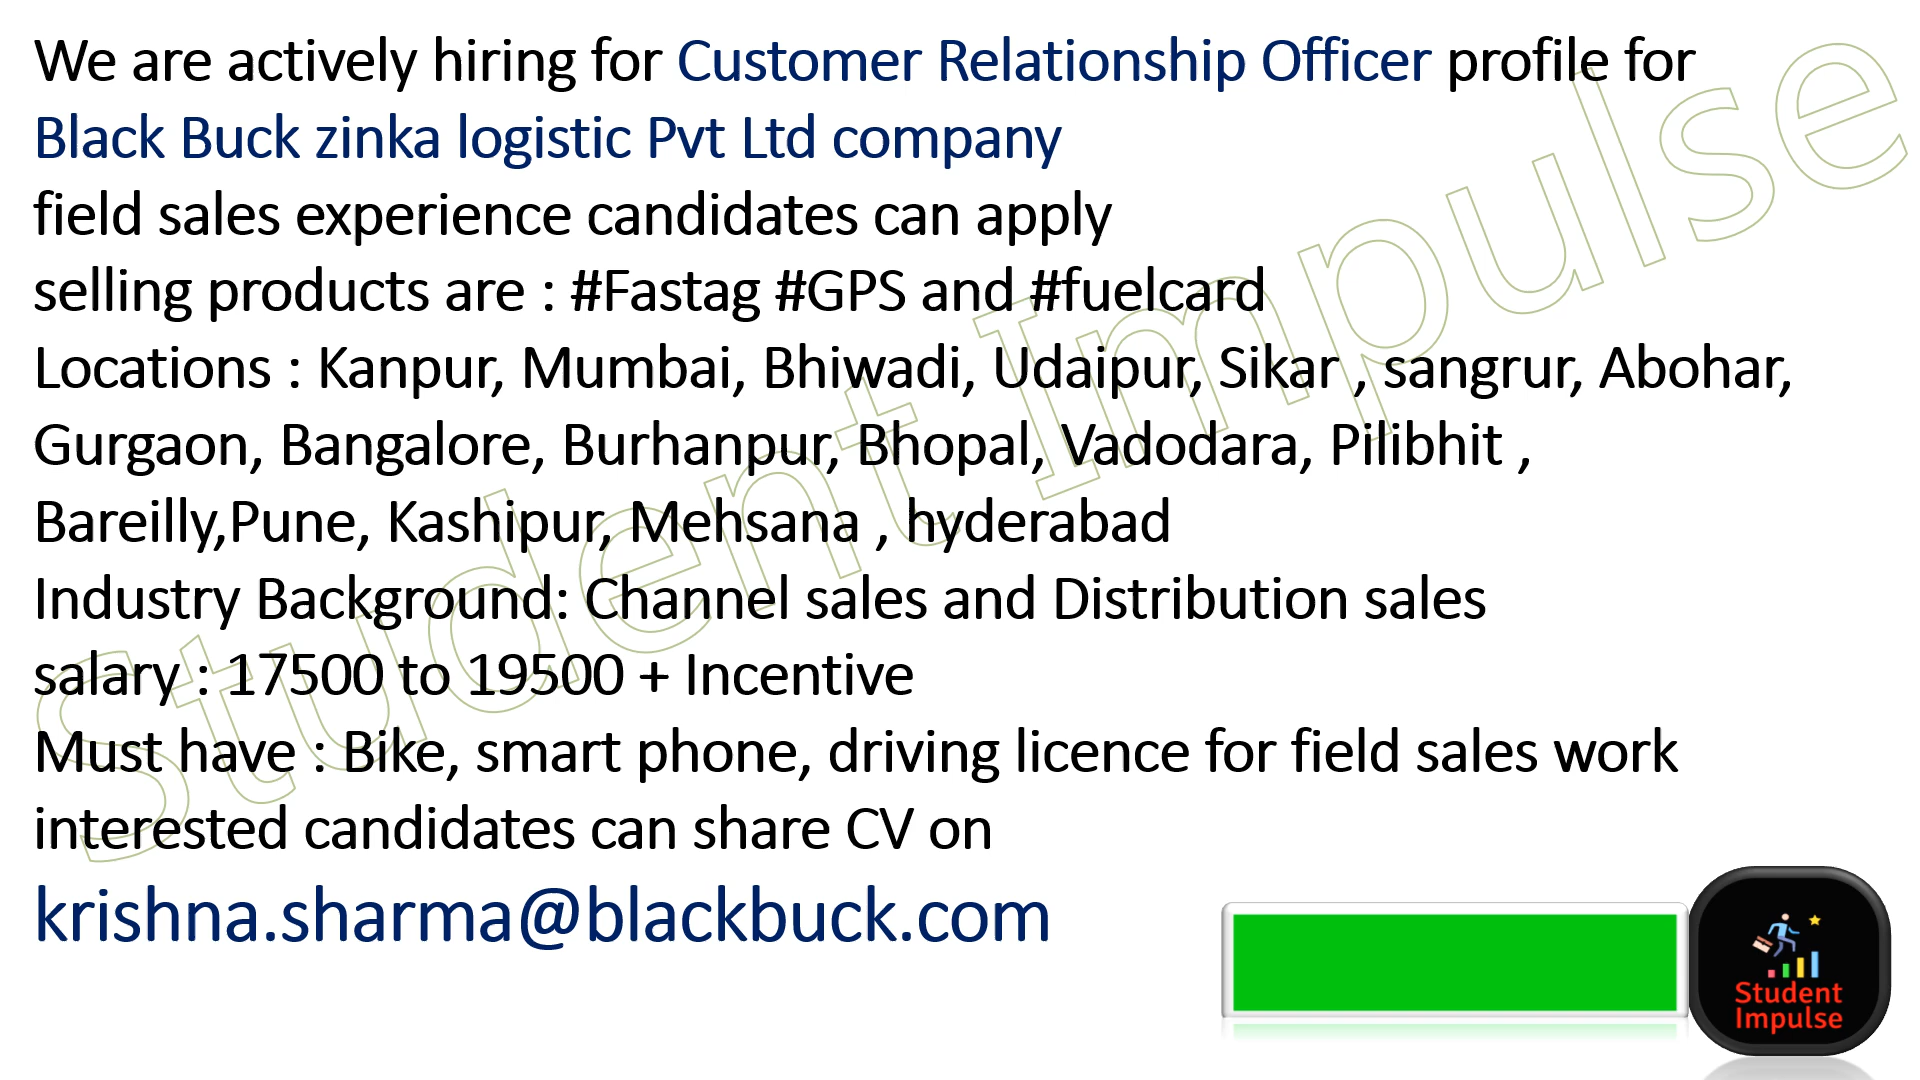 We are actively hiring for Customer Relationship Officer profile for
Black Buck zinka logistic Pvt Ltd company
field sales experience candidates can apply
selling products are : #Fastag #GPS and #fuelcard
Locations : Kanpur, Mumbai, Bhiwadi, Udaipur, Sikar , sangrur, Abohar,
Gurgaon, Bangalore, Burhanpur, Bhopal, Vadodara, Pilibhit ,
Bareilly,Pune, Kashipur, Mehsana , hyderabad
Industry Background: Channel sales and Distribution sales
salary : 17500 to 19500 + Incentive
Must have : Bike, smart phone, driving licence for field sales work
interested candidates can share CV on
krishna.sharma@blackbuck.com
Student Impulse
Student
Impulse